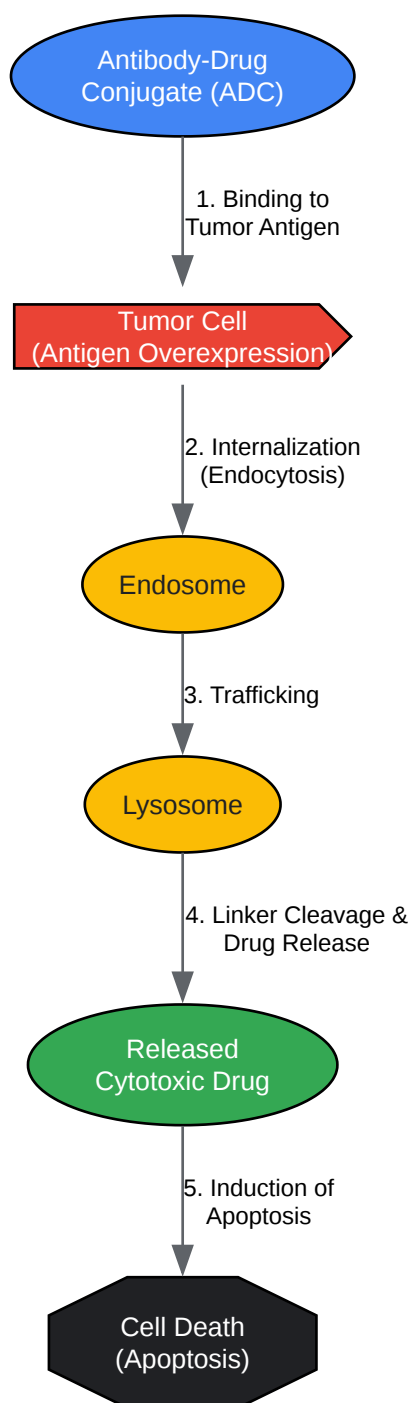 Antibody-Drug
Conjugate (ADC)
1. Binding to
Tumor Antigen
Tumor Cell
(Antigen Overexpression)
2. Internalization
(Endocytosis)
Endosome
3. Trafficking
Lysosome
4. Linker Cleavage &
Drug Release
Released
Cytotoxic Drug
5. Induction of
Apoptosis
Cell Death
(Apoptosis)